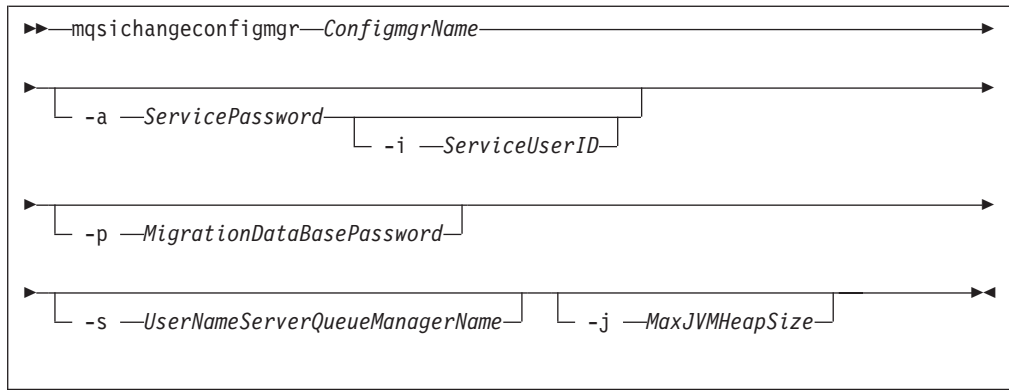 mqsichangeconfigmgr ConfigmgrName
-a ServicePassword
-i ServiceUserID
-p MigrationDataBasePassword
-s UserNameServerQueueManagerName -j MaxJVMHeapSize